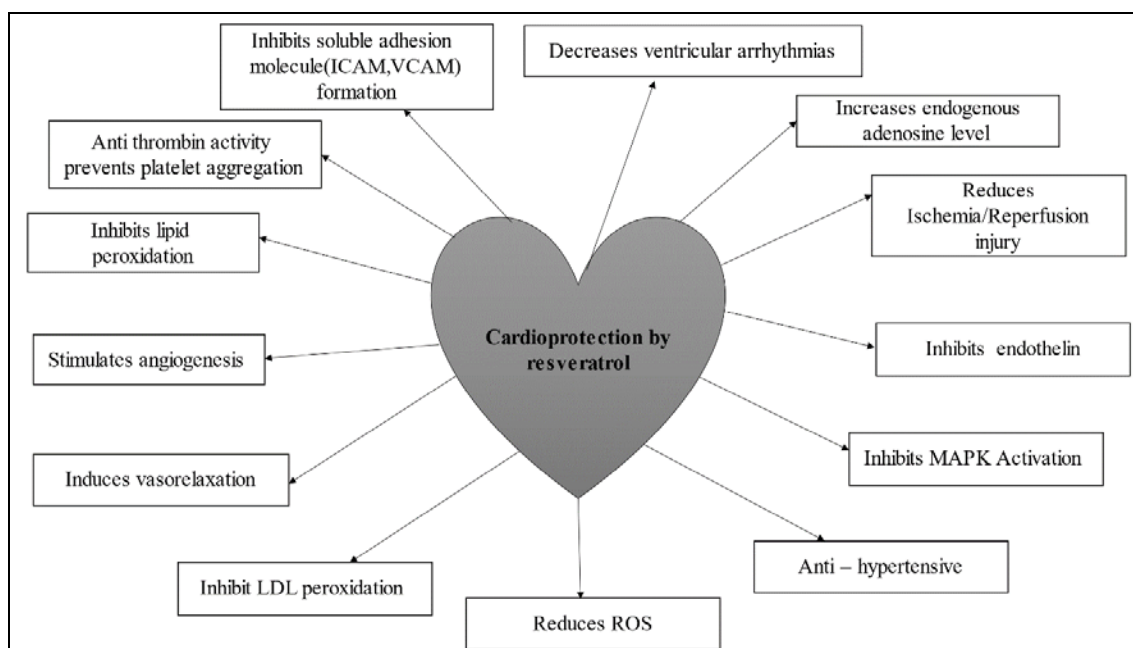 Inhibits soluble adhesion
molecule(ICAM,VCAM)
formation
Decreases ventricular arrhythmias
Increases endogenous
adenosine level
Anti thrombin activity
prevents platelet aggregation
Reduces
Ischemia/Reperfusion
injury
Inhibits lipid
peroxidation
Cardioprotection by
resveratrol
Stimulates angiogenesis
Inhibits endothelin
Inhibits MAPK Activation
Induces vasorelaxation
Anti – hypertensive
Inhibit LDL peroxidation
Reduces ROS